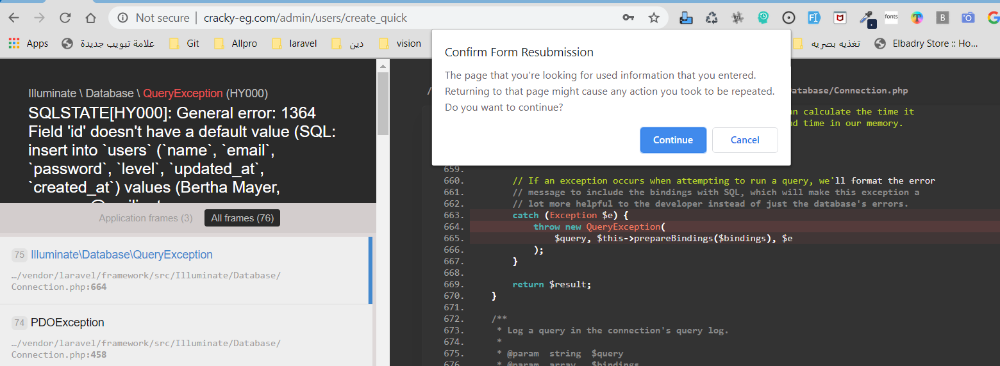 Not secure | cracky-eg.com/admin/users/create_quick
fonts
Apps علامة تبويب جديدة Git Allpro laravel دين vision تغذيه بصريه Elbadry Store :: Ho...
Confirm Form Resubmission
The page that you're looking for used information that you entered.
Returning to that page might cause any action you took to be repeated.
Do you want to continue?
Continue Cancel
Illuminate \ Database \ QueryException (HY000)
SQLSTATE[HY000]: General error: 1364
Field 'id' doesn't have a default value (SQL:
insert into `users` (`name`, `email`,
`password`, `level`, `updated_at`,
`created_at`) values (Bertha Mayer,
Application frames (3) All frames (76)
75 Illuminate\Database\QueryException
…/vendor/laravel/framework/src/Illuminate/Database/
Connection.php:664
74 PDOException
…/vendor/laravel/framework/src/Illuminate/Database/
Connection.php:458
atabase/Connection.php
n calculate the time it
d time in our memory.
659.
660. // If an exception occurs when attempting to run a query, we'll format the error
661. // message to include the bindings with SQL, which will make this exception a
662. // lot more helpful to the developer instead of just the database's errors.
663. catch (Exception $e) {
664. throw new QueryException(
665. $query, $this->prepareBindings($bindings), $e
666. );
667. }
668.
669. return $result;
670. }
671.
672. /**
673. * Log a query in the connection's query log.
674. *
675. * @param string $query
676. * @param array $bindings